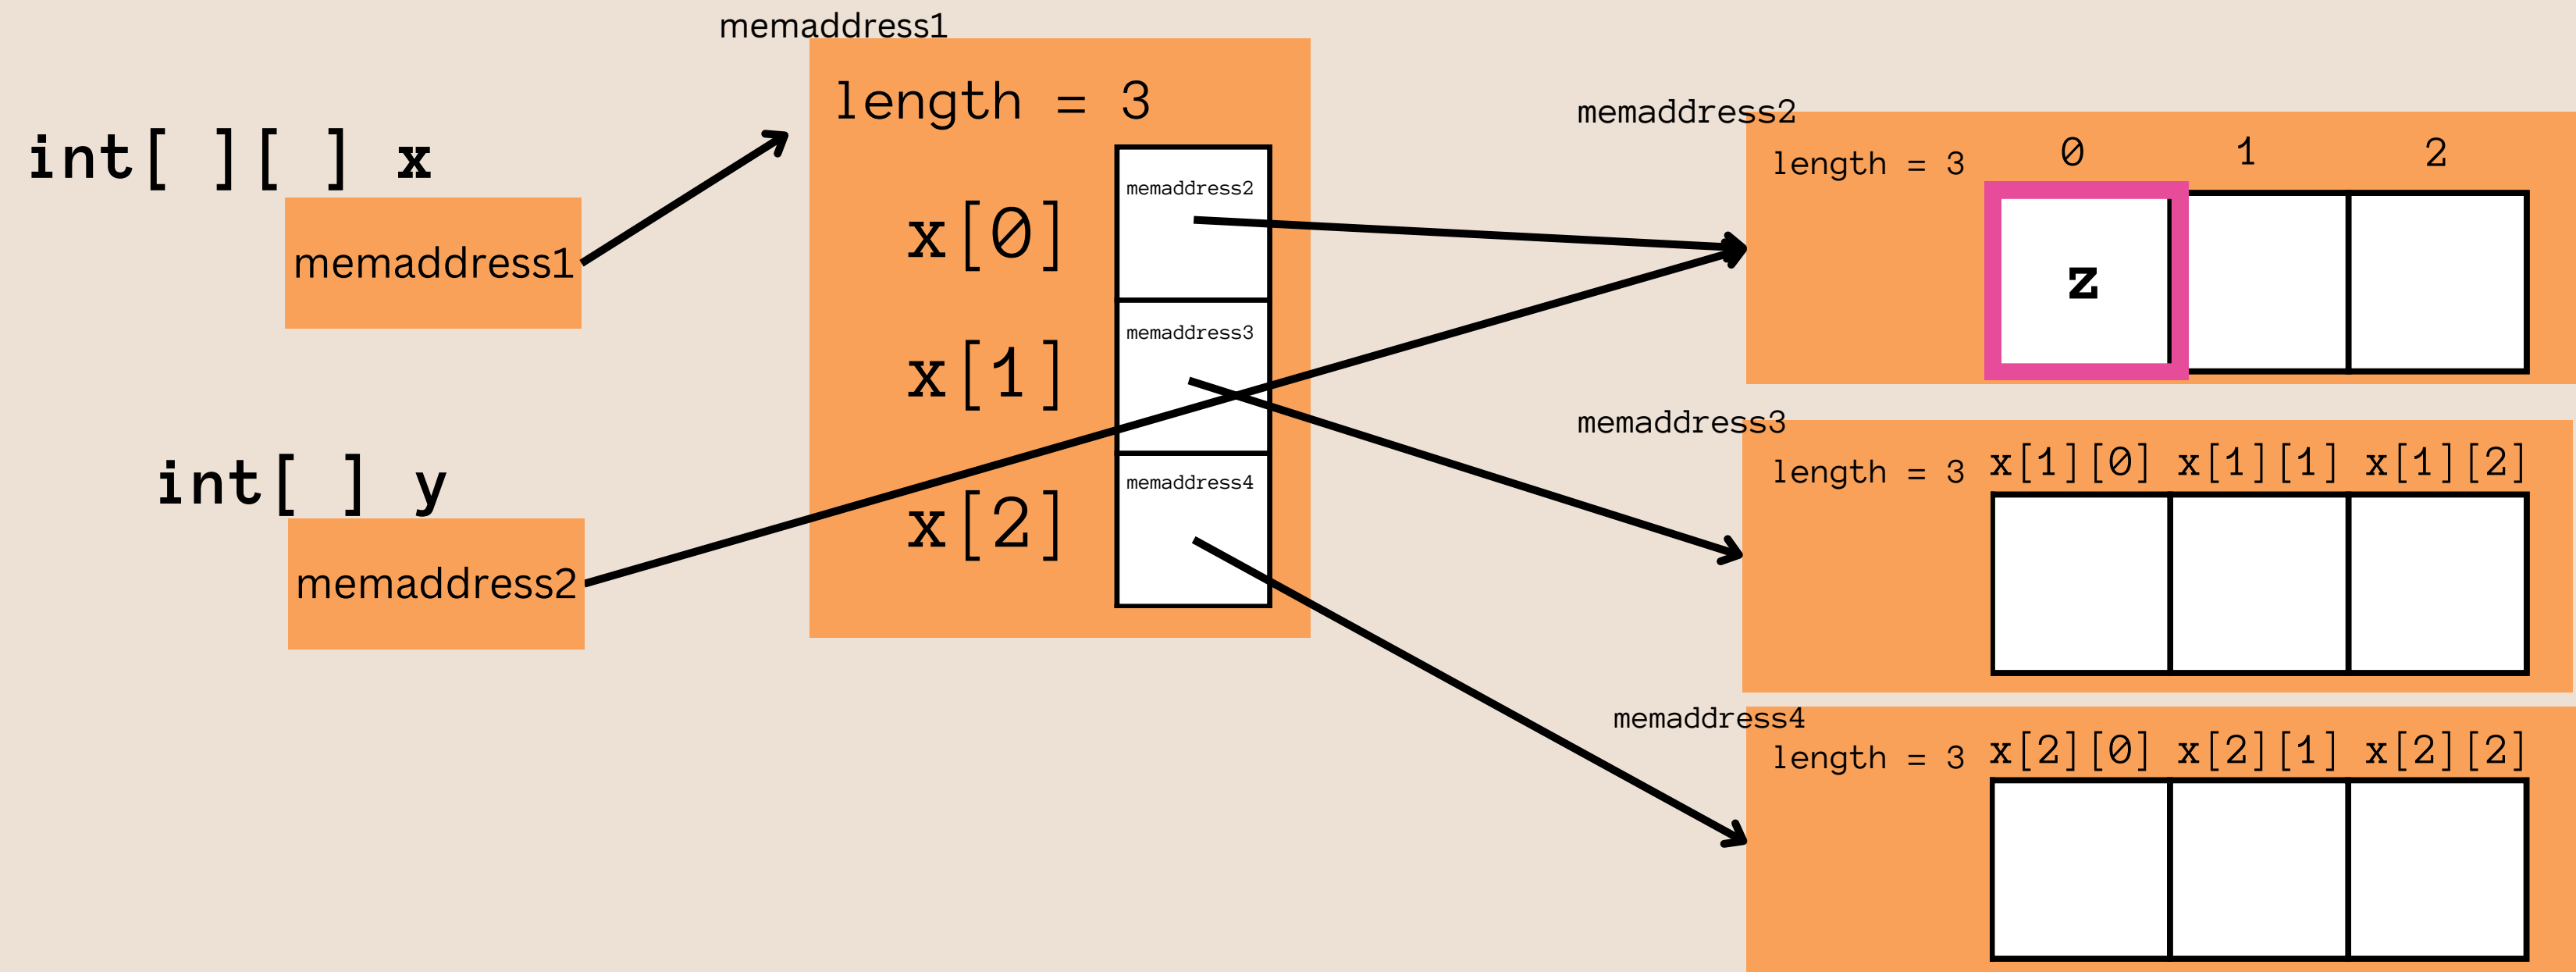 memaddress1
length = 3
int[ ][ ] x
memaddress1
x[0]
memaddress2
x[1]
memaddress3
x[2]
memaddress4
int[ ] y
memaddress2
memaddress2
length = 3 0 1 2
z
memaddress3
length = 3 x[1][0] x[1][1] x[1][2]
memaddress4
length = 3 x[2][0] x[2][1] x[2][2]